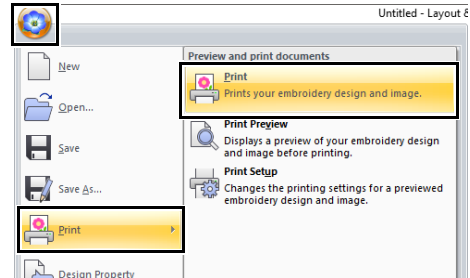 Untitled - Layout &
New
Open...
Save
Save As...
Print
Design Property
Preview and print documents
Print
Prints your embroidery design and image.
Print Preview
Displays a preview of your embroidery design
and image before printing.
Print Setup
Changes the printing settings for a previewed
embroidery design and image.